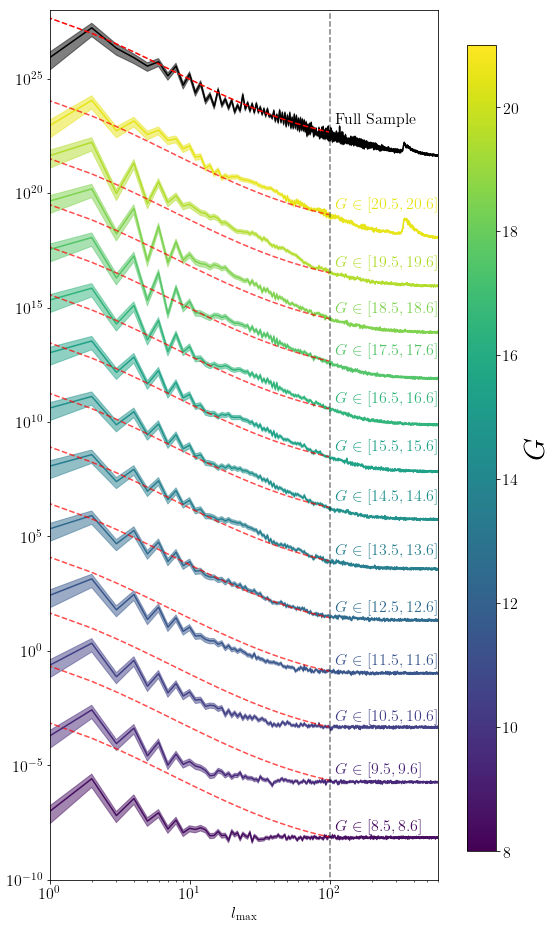 10^25
10^20
10^15
10^10
10^5
10^0
10^−5
10^−10
Full Sample
G ∈ [20.5, 20.6]
G ∈ [19.5, 19.6]
G ∈ [18.5, 18.6]
G ∈ [17.5, 17.6]
G ∈ [16.5, 16.6]
G ∈ [15.5, 15.6]
G ∈ [14.5, 14.6]
G ∈ [13.5, 13.6]
G ∈ [12.5, 12.6]
G ∈ [11.5, 11.6]
G ∈ [10.5, 10.6]
G ∈ [9.5, 9.6]
G ∈ [8.5, 8.6]
10^0 10^1 10^2
l_max
20
18
16
14
12
10
8
G